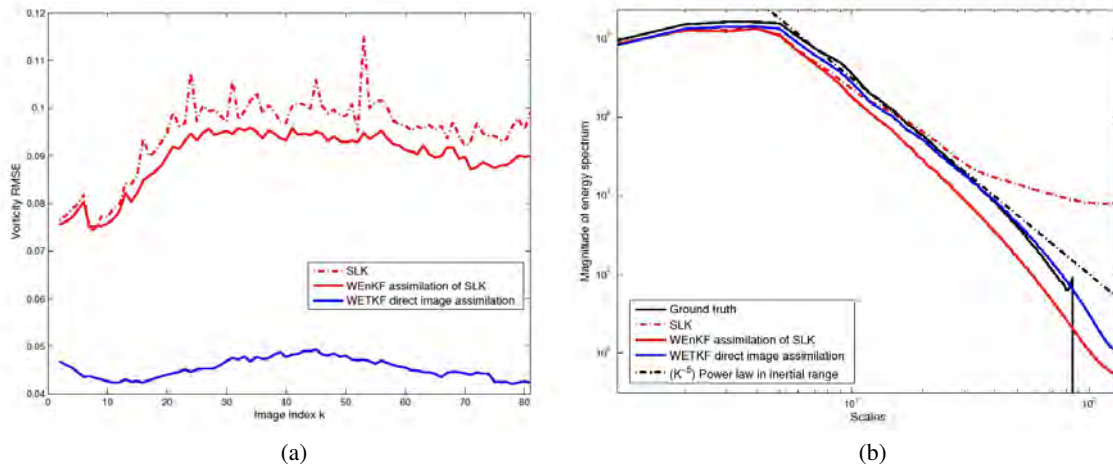 0.12
0.11
0.1
0.09
0.08
0.07
0.06
0.05
0.04
Vorticity RMSE
0 10 20 30 40 50 60 70 80
Image index k
SLK
WEnKF assimilation of SLK
WETKF direct image assimilation
(a)
Magnitude of energy spectrum
Scales
Ground truth
SLK
WEnKF assimilation of SLK
WETKF direct image assimilation
(K⁻⁵) Power law in inertial range
(b)